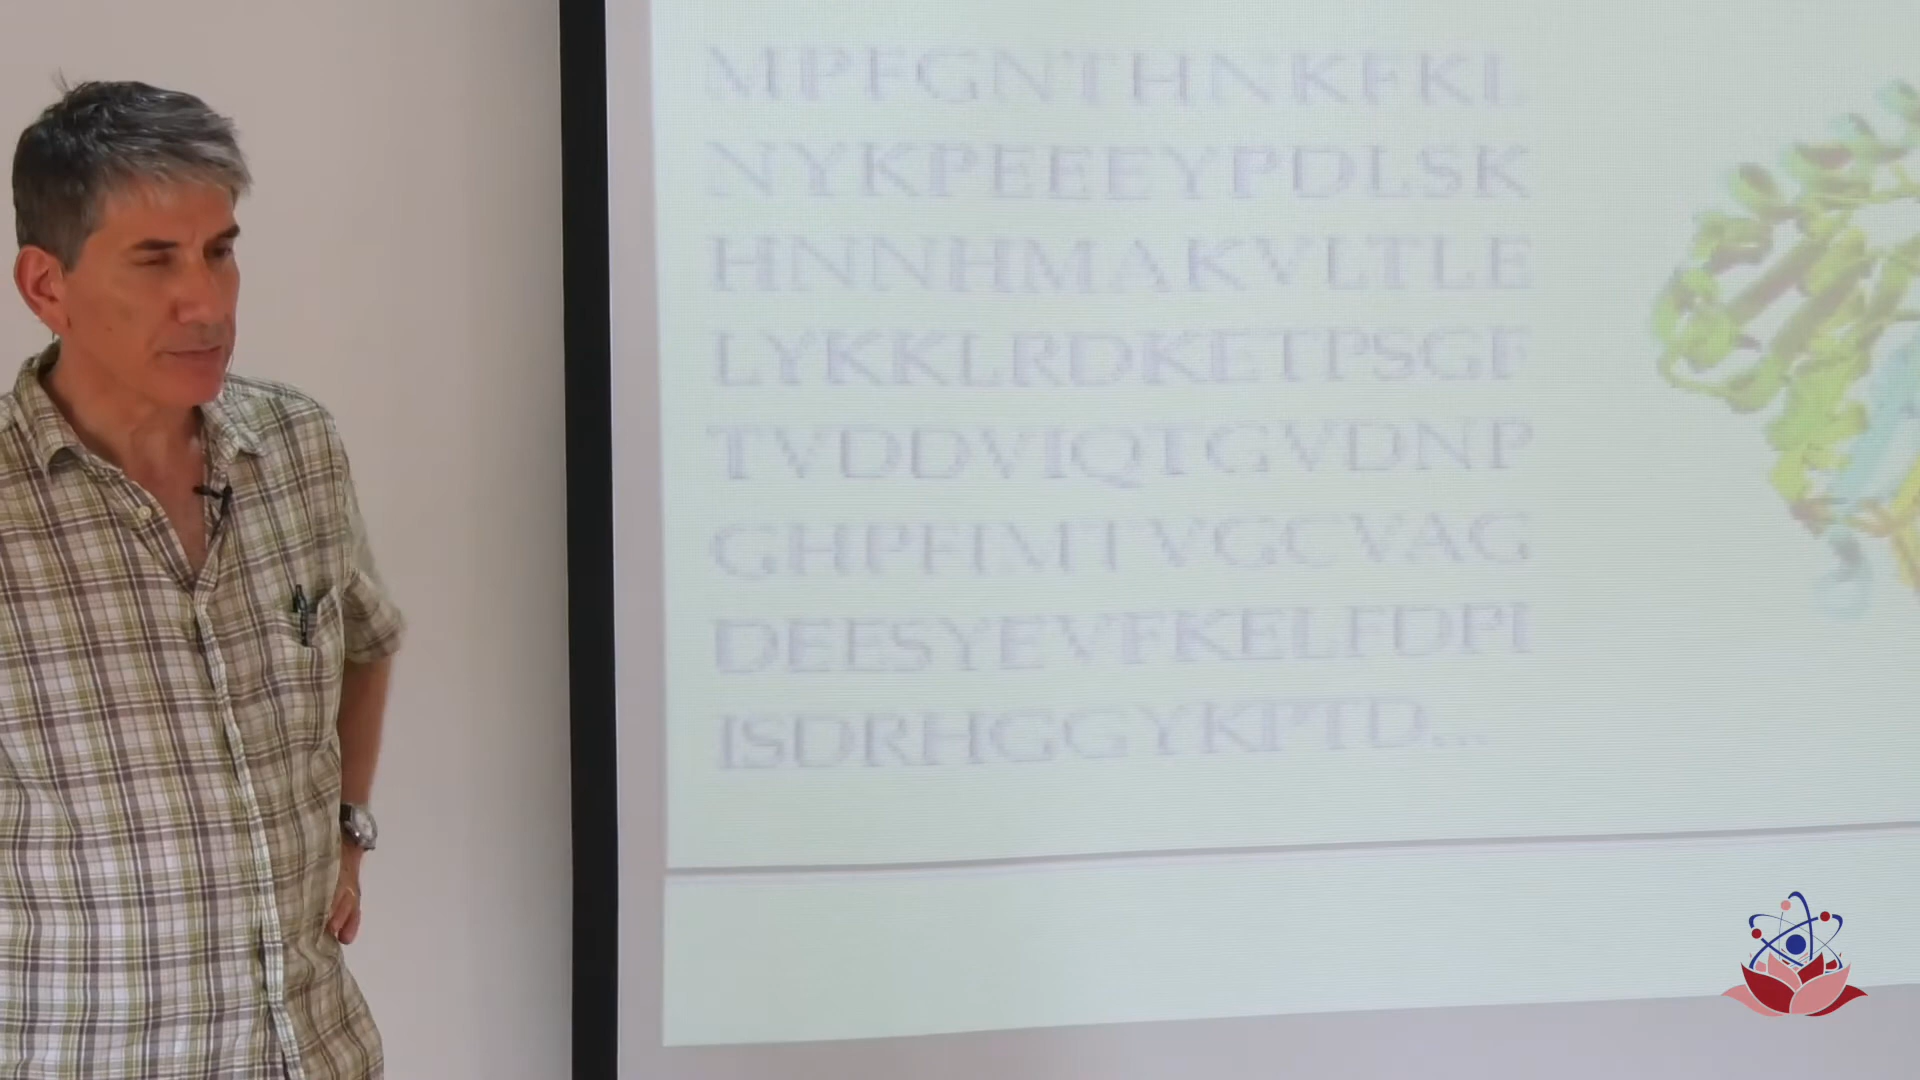 MPFGNTHNKFKL
NYKPEEEYPDLSK
HNNHMAKVLTLE
LYKKLRDKETPSGF
TVDDVIQTGVDNP
GHPFIMTVGCVAG
DEESYEVFKELFDPI
ISDRHGGYKPTD...